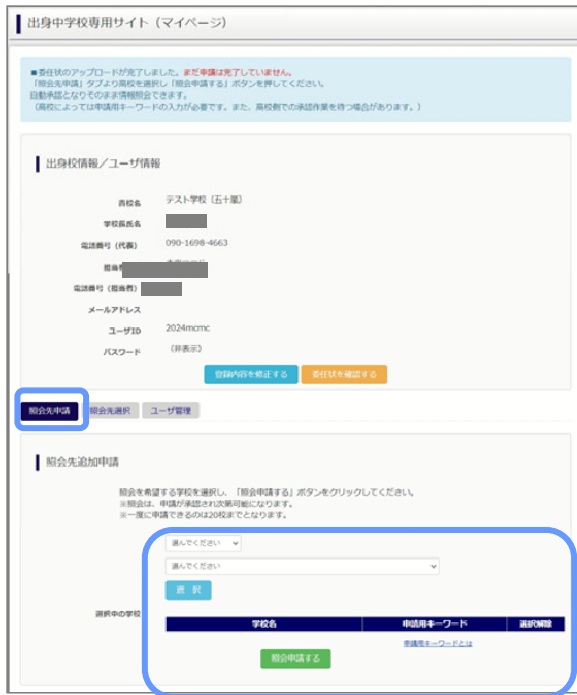 出身中学校専用サイト（マイページ）
■委任状のアップロードが完了しました。まだ申請は完了していません。
「照会先申請」タブより高校を選択し「照会申請する」ボタンを押してください。
自動承認となりそのまま情報照会できます。
（高校によっては申請用キーワードの入力が必要です。また、高校側での承認作業を待つ場合があります。）
出身校情報／ユーザ情報
貴校名 テスト学校（五十嵐）
学校長氏名
電話番号（代表） 090-1698-4663
電話番号（担当者）
メールアドレス
ユーザID 2024mcmc
パスワード （非表示）
登録内容を修正する 委任状を確認する
照会先申請 照会先選択 ユーザ管理
照会先追加申請
照会を希望する学校を選択し、「照会申請する」ボタンをクリックしてください。
※照会は、申請が承認され次第可能になります。
※一度に申請できるのは20校までとなります。
選んでください
選んでください
選 択
選択中の学校
学校名 申請用キーワード 選択解除
申請用キーワードとは
照会申請する